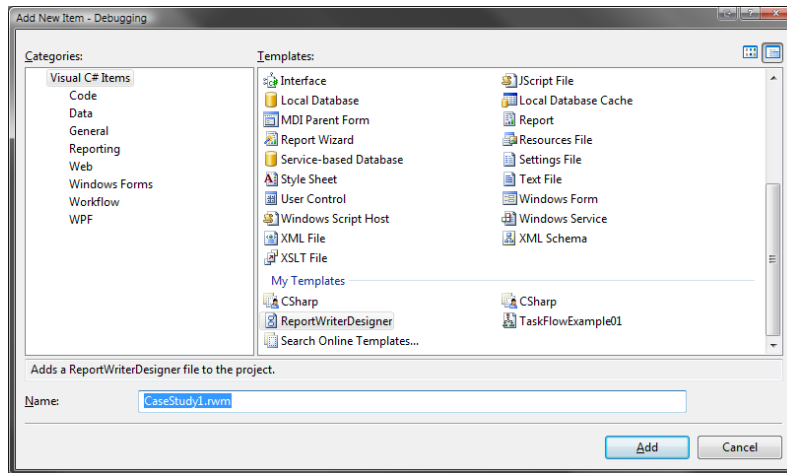 Add New Item - Debugging
Categories:
Templates:
Visual C# Items
Code
Data
General
Reporting
Web
Windows Forms
Workflow
WPF
Interface
JScript File
Local Database
Local Database Cache
MDI Parent Form
Report
Report Wizard
Resources File
Service-based Database
Settings File
Style Sheet
Text File
User Control
Windows Form
Windows Script Host
Windows Service
XML File
XML Schema
XSLT File
My Templates
CSharp
CSharp
ReportWriterDesigner
TaskFlowExample01
Search Online Templates...
Adds a ReportWriterDesigner file to the project.
Name:
CaseStudy1.rwm
Add
Cancel